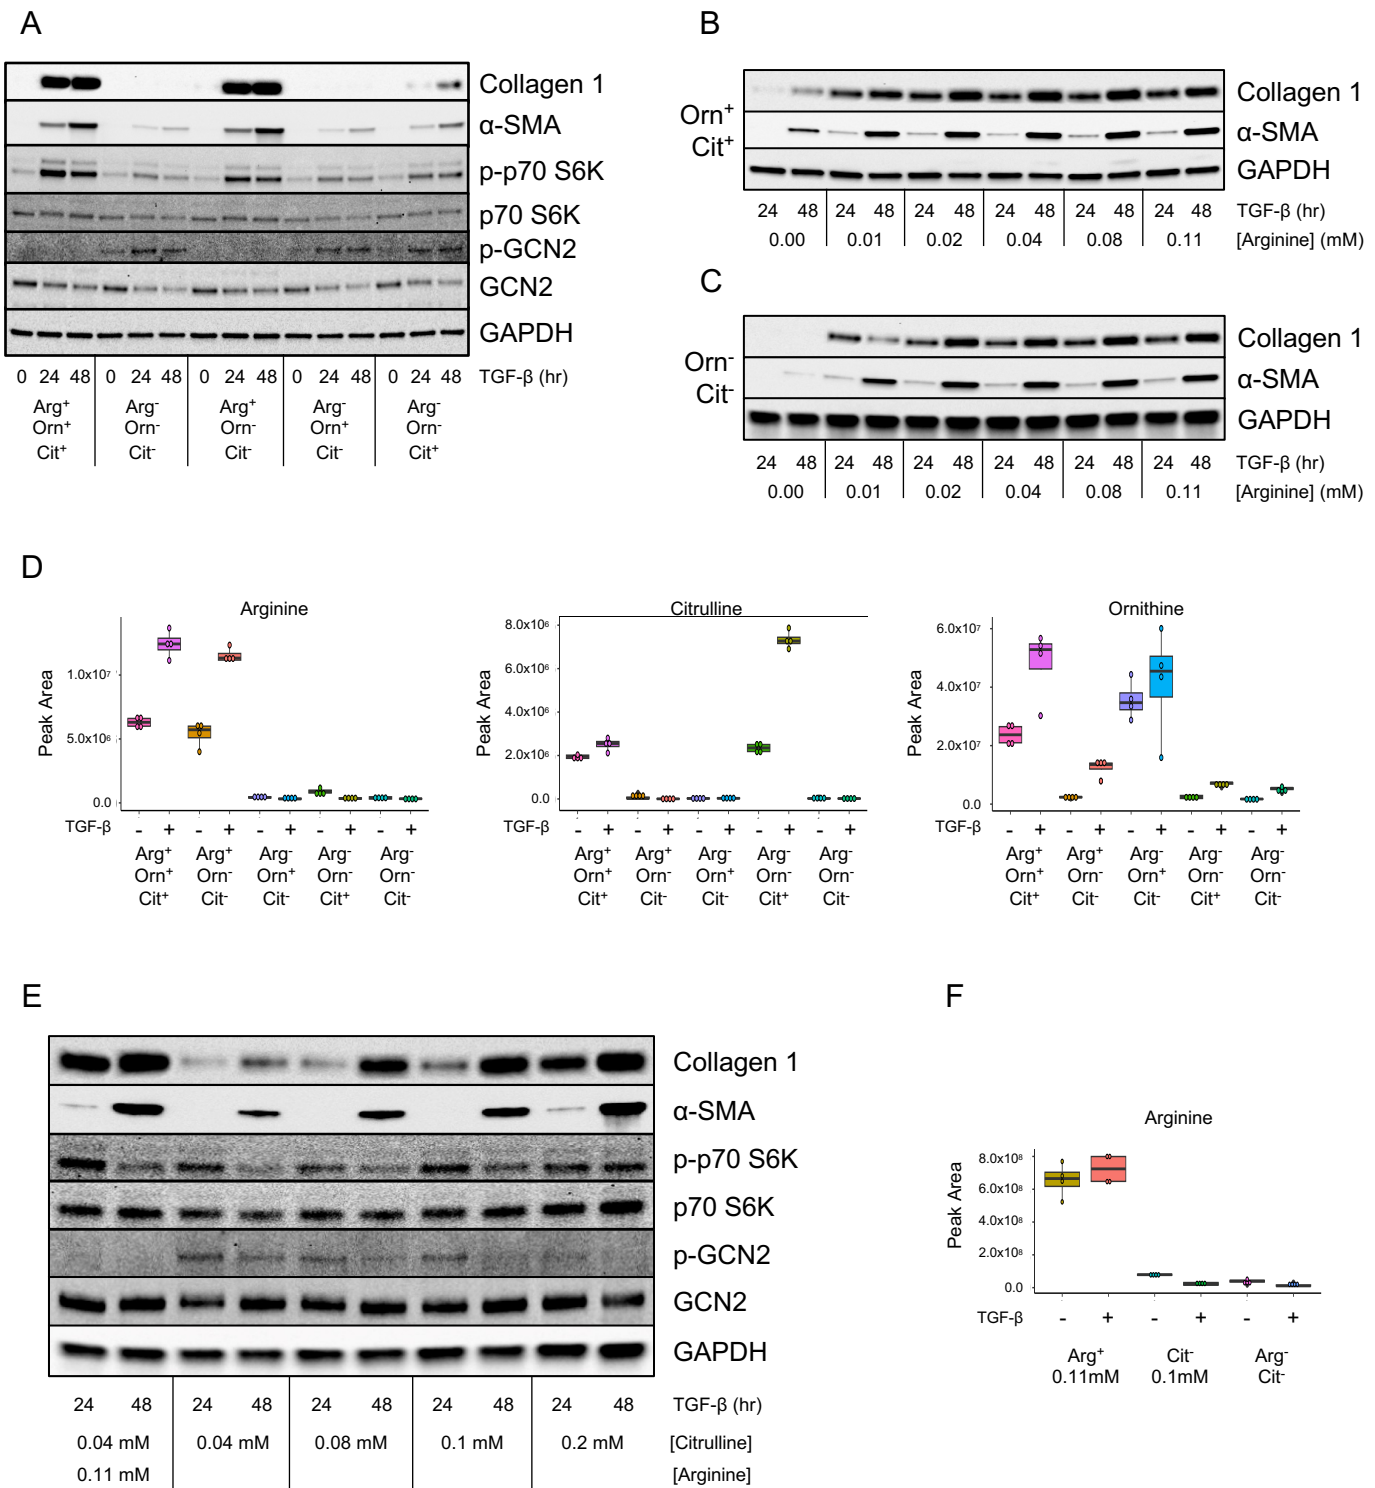 A
Collagen 1
α-SMA
p-p70 S6K
p70 S6K
p-GCN2
GCN2
GAPDH
0 24 48 0 24 48 0 24 48 0 24 48 0 24 48 TGF-β (hr)
Arg⁺ Arg⁻ Arg⁺ Arg⁻ Arg⁻
Orn⁺ Orn⁻ Orn⁻ Orn⁺ Orn⁻
Cit⁺ Cit⁻ Cit⁻ Cit⁻ Cit⁺
B
Orn⁺
Cit⁺
Collagen 1
α-SMA
GAPDH
24 48 24 48 24 48 24 48 24 48 24 48 TGF-β (hr)
0.00 0.01 0.02 0.04 0.08 0.11 [Arginine] (mM)
C
Orn⁻
Cit⁻
Collagen 1
α-SMA
GAPDH
24 48 24 48 24 48 24 48 24 48 24 48 TGF-β (hr)
0.00 0.01 0.02 0.04 0.08 0.11 [Arginine] (mM)
D
Arginine
Peak Area
1.0x10⁷
5.0x10⁶
0.0
TGF-β - + - + - + - + - +
Arg⁺ Arg⁺ Arg⁻ Arg⁻ Arg⁻
Orn⁺ Orn⁻ Orn⁺ Orn⁻ Orn⁻
Cit⁺ Cit⁻ Cit⁻ Cit⁺ Cit⁻
Citrulline
Peak Area
8.0x10⁶
6.0x10⁶
4.0x10⁶
2.0x10⁶
0.0
TGF-β - + - + - + - + - +
Arg⁺ Arg⁺ Arg⁻ Arg⁻ Arg⁻
Orn⁺ Orn⁻ Orn⁺ Orn⁻ Orn⁻
Cit⁺ Cit⁻ Cit⁻ Cit⁺ Cit⁻
Ornithine
Peak Area
6.0x10⁷
4.0x10⁷
2.0x10⁷
0.0
TGF-β - + - + - + - + - +
Arg⁺ Arg⁺ Arg⁻ Arg⁻ Arg⁻
Orn⁺ Orn⁻ Orn⁺ Orn⁻ Orn⁻
Cit⁺ Cit⁻ Cit⁻ Cit⁺ Cit⁻
E
Collagen 1
α-SMA
p-p70 S6K
p70 S6K
p-GCN2
GCN2
GAPDH
24 48 24 48 24 48 24 48 24 48 TGF-β (hr)
0.04 mM 0.04 mM 0.08 mM 0.1 mM 0.2 mM [Citrulline]
0.11 mM [Arginine]
F
Arginine
Peak Area
8.0x10⁸
6.0x10⁸
4.0x10⁸
2.0x10⁸
0.0
TGF-β - + - + - +
Arg⁺ Cit⁻ Arg⁻
0.11mM 0.1mM Cit⁻